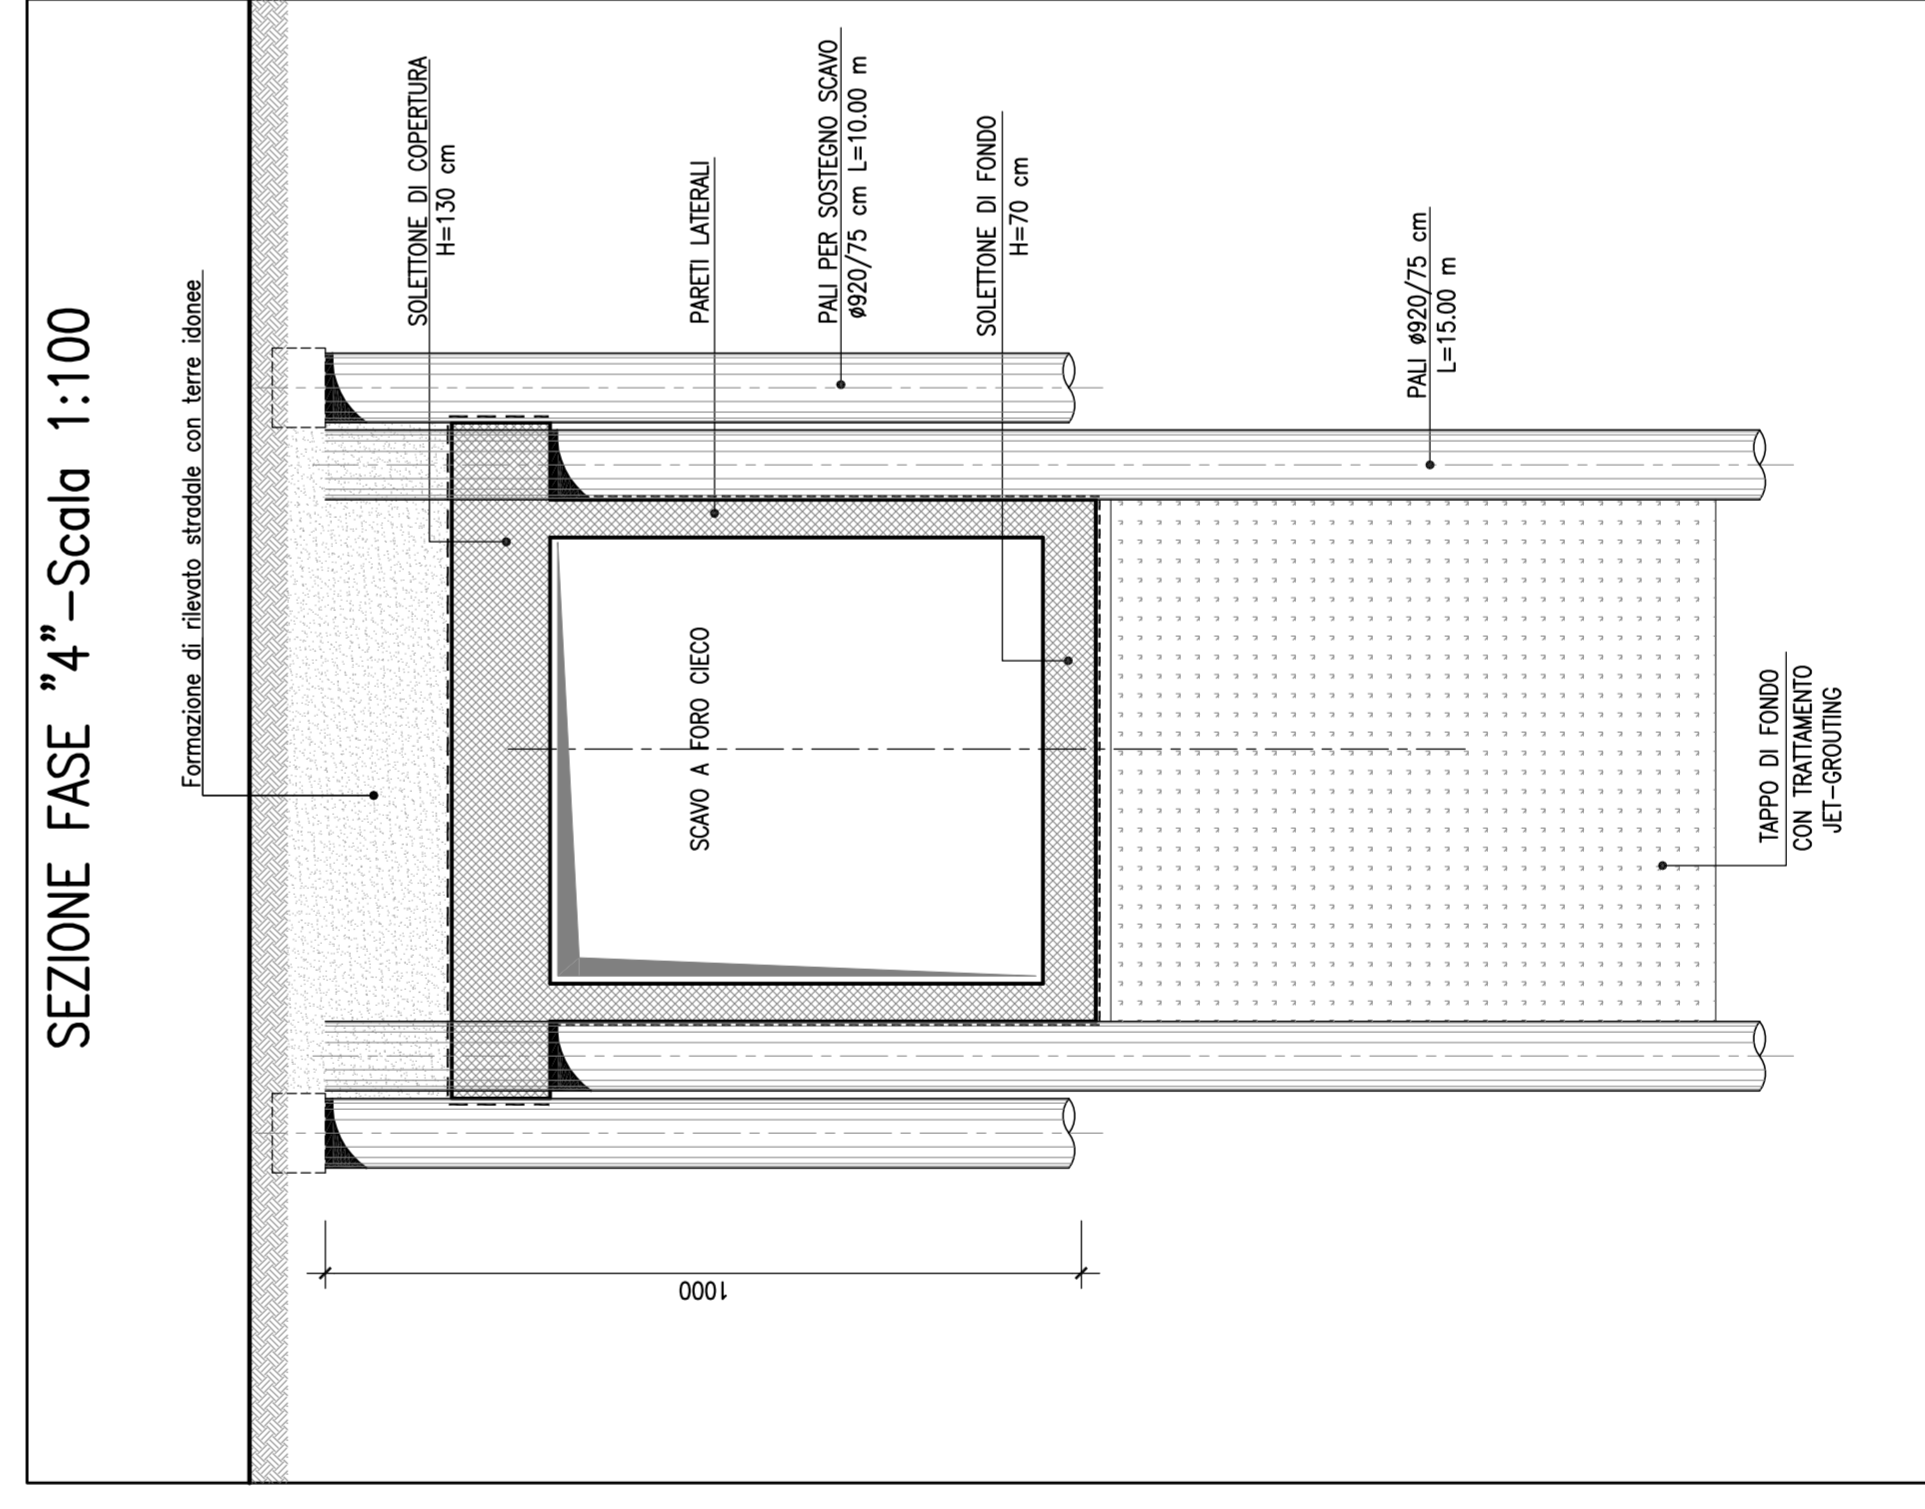 SEZIONE FASE "4"-Scala 1:100
Formazione di rilevato stradale con terre idonee
SOLETTONE DI COPERTURA
H=130 cm
PARETI LATERALI
PALI PER SOSTEGNO SCAVO
ø920/75 cm L=10.00 m
SOLETTONE DI FONDO
H=70 cm
PALI ø920/75 cm
L=15.00 m
SCAVO A FORO CIECO
TAPPO DI FONDO
CON TRATTAMENTO
JET-GROUTING
1000